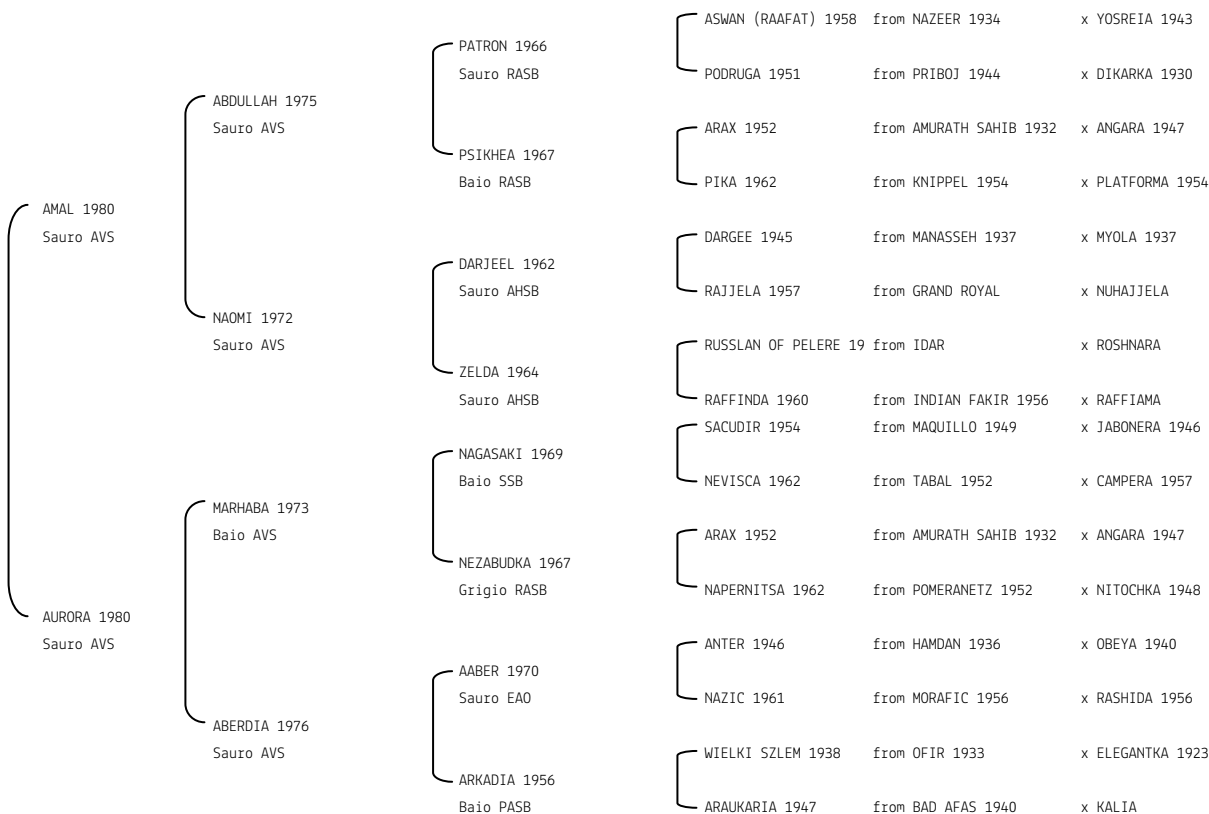 ASWAN (RAAFAT) 1958 from NAZEER 1934 x YOSREIA 1943
PATRON 1966
Sauro RASB
PODRUGA 1951 from PRIBOJ 1944 x DIKARKA 1930
ABDULLAH 1975
Sauro AVS
ARAX 1952 from AMURATH SAHIB 1932 x ANGARA 1947
PSIKHEA 1967
Baio RASB
PIKA 1962 from KNIPPEL 1954 x PLATFORMA 1954
AMAL 1980
Sauro AVS
DARGEE 1945 from MANASSEH 1937 x MYOLA 1937
DARJEEL 1962
Sauro AHSB
RAJJELA 1957 from GRAND ROYAL x NUHAJJELA
NAOMI 1972
Sauro AVS
RUSSLAN OF PELERE 19 from IDAR x ROSHNARA
ZELDA 1964
Sauro AHSB
RAFFINDA 1960 from INDIAN FAKIR 1956 x RAFFIAMA
SACUDIR 1954 from MAQUILLO 1949 x JABONERA 1946
NAGASAKI 1969
Baio SSB
NEVISCA 1962 from TABAL 1952 x CAMPERA 1957
MARHABA 1973
Baio AVS
ARAX 1952 from AMURATH SAHIB 1932 x ANGARA 1947
NEZABUDKA 1967
Grigio RASB
NAPERNITSA 1962 from POMERANETZ 1952 x NITOCHKA 1948
AURORA 1980
Sauro AVS
ANTER 1946 from HAMDAN 1936 x OBEYA 1940
AABER 1970
Sauro EAO
NAZIC 1961 from MORAFIC 1956 x RASHIDA 1956
ABERDIA 1976
Sauro AVS
WIELKI SZLEM 1938 from OFIR 1933 x ELEGANTKA 1923
ARKADIA 1956
Baio PASB
ARAUKARIA 1947 from BAD AFAS 1940 x KALIA